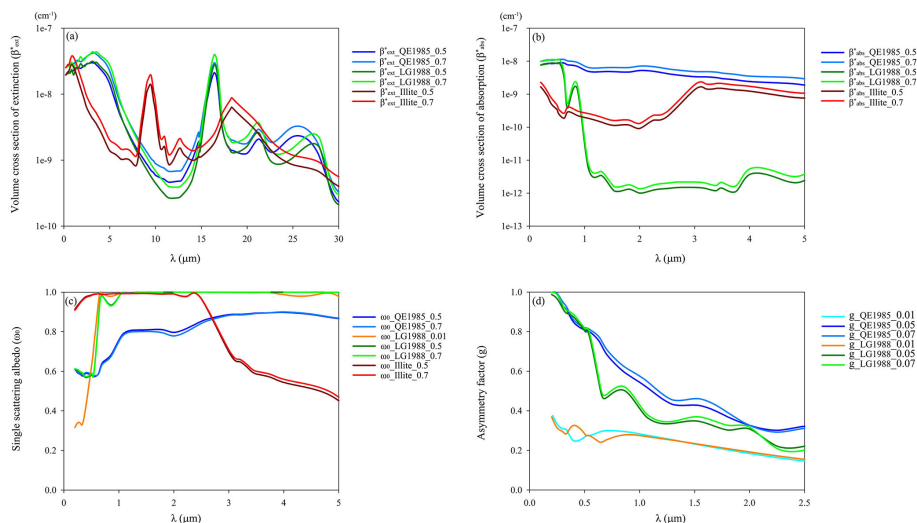 (cm⁻¹)
1e-7
1e-8
1e-9
1e-10
(a)
Volume cross section of extinction (β*ext)
0
5
10
15
20
25
30
λ (μm)
β*ext_QE1985_0.5
β*ext_QE1985_0.7
β*ext_LG1988_0.5
β*ext_LG1988_0.7
β*ext_Illite_0.5
β*ext_Illite_0.7
(cm⁻¹)
1e-7
1e-8
1e-9
1e-10
1e-11
1e-12
1e-13
(b)
Volume cross section of absorption (β*abs)
0
1
2
3
4
5
λ (μm)
β*abs_QE1985_0.5
β*abs_QE1985_0.7
β*abs_LG1988_0.5
β*abs_LG1988_0.7
β*abs_Illite_0.5
β*abs_Illite_0.7
1.0
0.8
0.6
0.4
0.2
0.0
(c)
Single scattering albedo (ω0)
0
1
2
3
4
5
λ (μm)
ω0_QE1985_0.5
ω0_QE1985_0.7
ω0_LG1988_0.01
ω0_LG1988_0.5
ω0_LG1988_0.7
ω0_Illite_0.5
ω0_Illite_0.7
1.0
0.8
0.6
0.4
0.2
0.0
(d)
Asymmetry factor (g)
0.0
0.5
1.0
1.5
2.0
2.5
λ (μm)
g_QE1985_0.01
g_QE1985_0.05
g_QE1985_0.07
g_LG1988_0.01
g_LG1988_0.05
g_LG1988_0.07